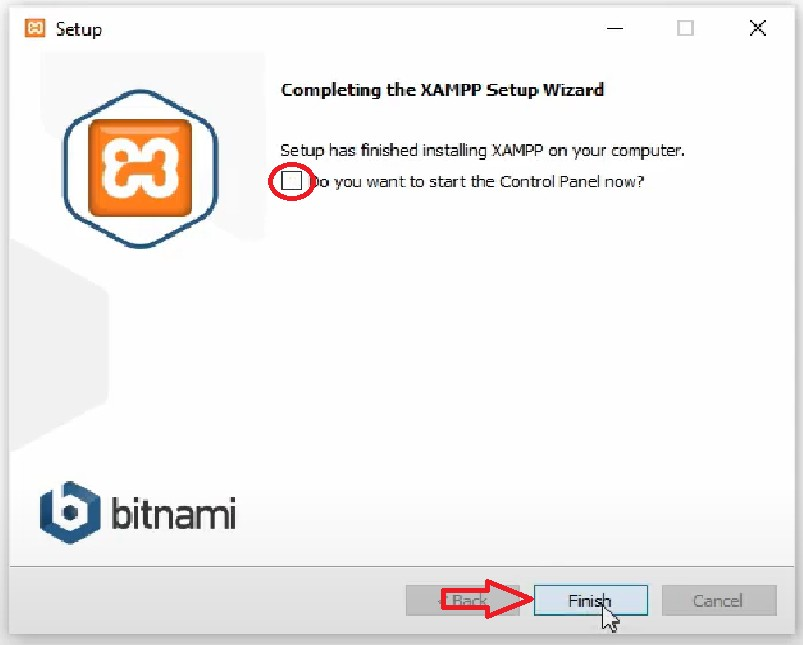 Setup
Completing the XAMPP Setup Wizard
Setup has finished installing XAMPP on your computer.
Do you want to start the Control Panel now?
bitnami
< Back
Finish
Cancel